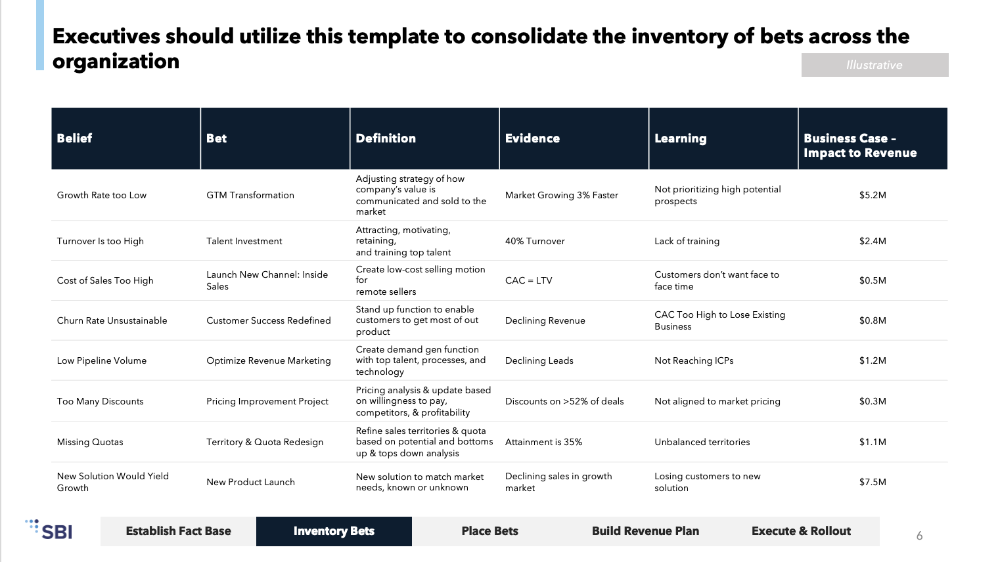 Executives should utilize this template to consolidate the inventory of bets across the
organization
Illustrative
Belief
Bet
Definition
Evidence
Learning
Business Case –
Impact to Revenue
Growth Rate too Low
GTM Transformation
Adjusting strategy of how
company’s value is
communicated and sold to the
market
Market Growing 3% Faster
Not prioritizing high potential
prospects
$5.2M
Turnover Is too High
Talent Investment
Attracting, motivating,
retaining,
and training top talent
40% Turnover
Lack of training
$2.4M
Cost of Sales Too High
Launch New Channel: Inside
Sales
Create low-cost selling motion
for
remote sellers
CAC = LTV
Customers don’t want face to
face time
$0.5M
Churn Rate Unsustainable
Customer Success Redefined
Stand up function to enable
customers to get most of out
product
Declining Revenue
CAC Too High to Lose Existing
Business
$0.8M
Low Pipeline Volume
Optimize Revenue Marketing
Create demand gen function
with top talent, processes, and
technology
Declining Leads
Not Reaching ICPs
$1.2M
Too Many Discounts
Pricing Improvement Project
Pricing analysis & update based
on willingness to pay,
competitors, & profitability
Discounts on >52% of deals
Not aligned to market pricing
$0.3M
Missing Quotas
Territory & Quota Redesign
Refine sales territories & quota
based on potential and bottoms
up & tops down analysis
Attainment is 35%
Unbalanced territories
$1.1M
New Solution Would Yield
Growth
New Product Launch
New solution to match market
needs, known or unknown
Declining sales in growth
market
Losing customers to new
solution
$7.5M
SBI
Establish Fact Base
Inventory Bets
Place Bets
Build Revenue Plan
Execute & Rollout
6